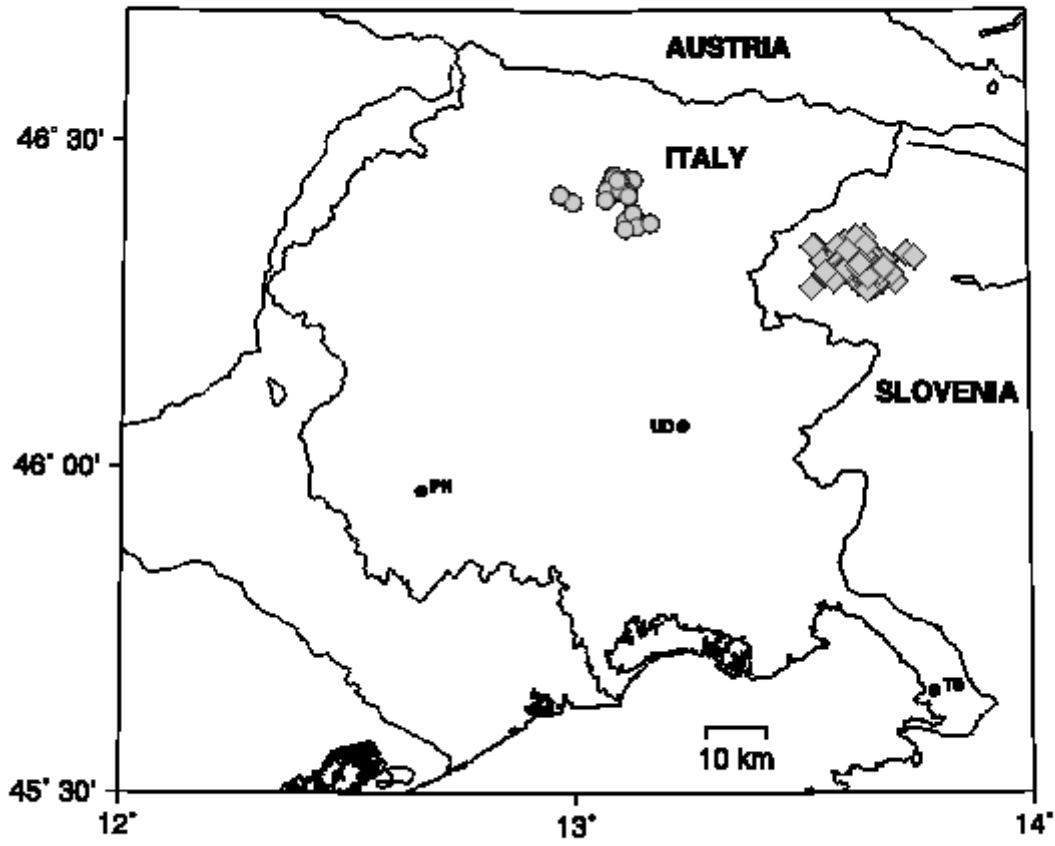 AUSTRIA
46° 30'
ITALY
SLOVENIA
UD
46° 00'
PN
TS
10 km
45° 30'
12°
13°
14°